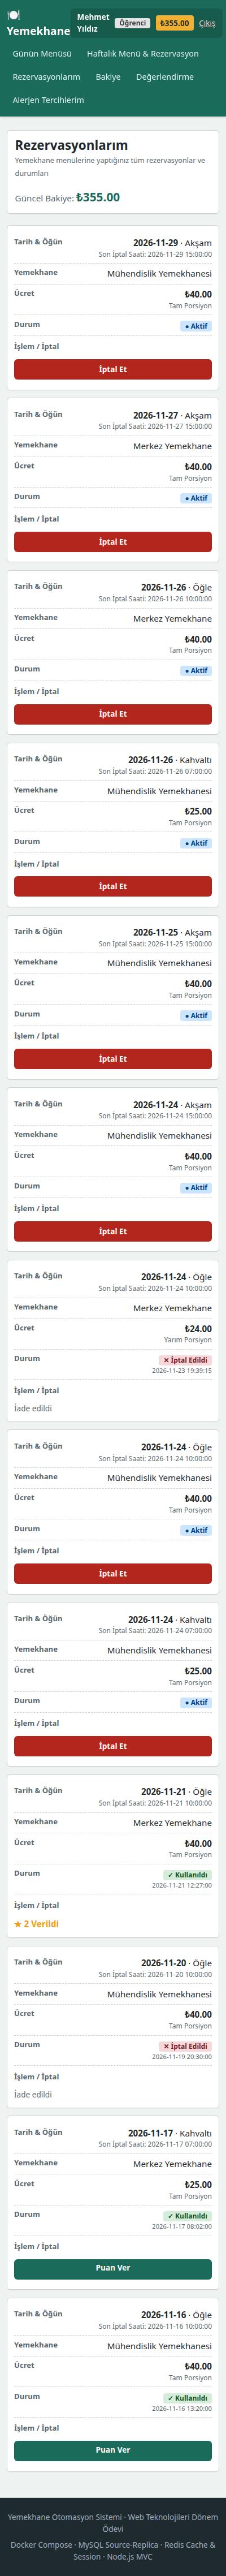 🍽️ Yemekhane
Mehmet Yıldız
Öğrenci
₺355.00
Çıkış
Günün Menüsü
Haftalık Menü & Rezervasyon
Rezervasyonlarım
Bakiye
Değerlendirme
Alerjen Tercihlerim
Rezervasyonlarım
Yemekhane menülerine yaptığınız tüm rezervasyonlar ve
durumları
Güncel Bakiye: ₺355.00
Tarih & Öğün
2026-11-29 · Akşam
Son İptal Saati: 2026-11-29 15:00:00
Yemekhane
Mühendislik Yemekhanesi
Ücret
₺40.00
Tam Porsiyon
Durum
● Aktif
İşlem / İptal
İptal Et
Tarih & Öğün
2026-11-27 · Akşam
Son İptal Saati: 2026-11-27 15:00:00
Yemekhane
Merkez Yemekhane
Ücret
₺40.00
Tam Porsiyon
Durum
● Aktif
İşlem / İptal
İptal Et
Tarih & Öğün
2026-11-26 · Öğle
Son İptal Saati: 2026-11-26 10:00:00
Yemekhane
Merkez Yemekhane
Ücret
₺40.00
Tam Porsiyon
Durum
● Aktif
İşlem / İptal
İptal Et
Tarih & Öğün
2026-11-26 · Kahvaltı
Son İptal Saati: 2026-11-26 07:00:00
Yemekhane
Mühendislik Yemekhanesi
Ücret
₺25.00
Tam Porsiyon
Durum
● Aktif
İşlem / İptal
İptal Et
Tarih & Öğün
2026-11-25 · Akşam
Son İptal Saati: 2026-11-25 15:00:00
Yemekhane
Mühendislik Yemekhanesi
Ücret
₺40.00
Tam Porsiyon
Durum
● Aktif
İşlem / İptal
İptal Et
Tarih & Öğün
2026-11-24 · Akşam
Son İptal Saati: 2026-11-24 15:00:00
Yemekhane
Mühendislik Yemekhanesi
Ücret
₺40.00
Tam Porsiyon
Durum
● Aktif
İşlem / İptal
İptal Et
Tarih & Öğün
2026-11-24 · Öğle
Son İptal Saati: 2026-11-24 10:00:00
Yemekhane
Merkez Yemekhane
Ücret
₺24.00
Yarım Porsiyon
Durum
✕ İptal Edildi
2026-11-23 19:39:15
İşlem / İptal
İade edildi
Tarih & Öğün
2026-11-24 · Öğle
Son İptal Saati: 2026-11-24 10:00:00
Yemekhane
Mühendislik Yemekhanesi
Ücret
₺40.00
Tam Porsiyon
Durum
● Aktif
İşlem / İptal
İptal Et
Tarih & Öğün
2026-11-24 · Kahvaltı
Son İptal Saati: 2026-11-24 07:00:00
Yemekhane
Mühendislik Yemekhanesi
Ücret
₺25.00
Tam Porsiyon
Durum
● Aktif
İşlem / İptal
İptal Et
Tarih & Öğün
2026-11-21 · Öğle
Son İptal Saati: 2026-11-21 10:00:00
Yemekhane
Merkez Yemekhane
Ücret
₺40.00
Tam Porsiyon
Durum
✓ Kullanıldı
2026-11-21 12:27:00
İşlem / İptal
★ 2 Verildi
Tarih & Öğün
2026-11-20 · Öğle
Son İptal Saati: 2026-11-20 10:00:00
Yemekhane
Mühendislik Yemekhanesi
Ücret
₺40.00
Tam Porsiyon
Durum
✕ İptal Edildi
2026-11-19 20:30:00
İşlem / İptal
İade edildi
Tarih & Öğün
2026-11-17 · Kahvaltı
Son İptal Saati: 2026-11-17 07:00:00
Yemekhane
Merkez Yemekhane
Ücret
₺25.00
Tam Porsiyon
Durum
✓ Kullanıldı
2026-11-17 08:02:00
İşlem / İptal
Puan Ver
Tarih & Öğün
2026-11-16 · Öğle
Son İptal Saati: 2026-11-16 10:00:00
Yemekhane
Mühendislik Yemekhanesi
Ücret
₺40.00
Tam Porsiyon
Durum
✓ Kullanıldı
2026-11-16 13:20:00
İşlem / İptal
Puan Ver
Yemekhane Otomasyon Sistemi · Web Teknolojileri Dönem
Ödevi
Docker Compose · MySQL Source-Replica · Redis Cache &
Session · Node.js MVC